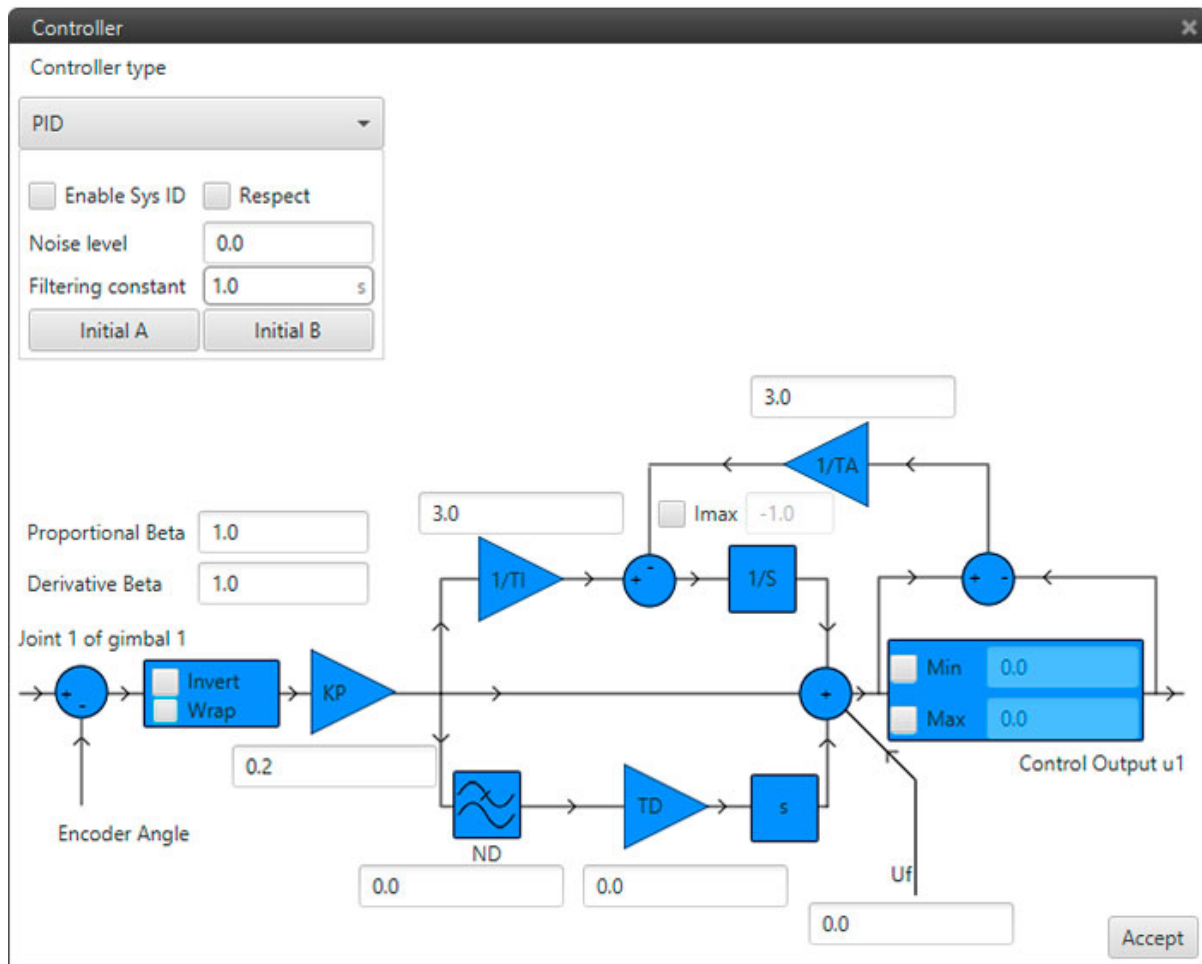 Controller
Controller type
PID
Enable Sys ID Respect
Noise level 0.0
Filtering constant 1.0 s
Initial A Initial B
3.0
1/TA
3.0 Imax -1.0
Proportional Beta 1.0
1/TI + - 1/S + -
Derivative Beta 1.0
Joint 1 of gimbal 1
+ - Invert KP + Min 0.0
Wrap Max 0.0
0.2 Control Output u1
TD s
Encoder Angle ND
0.0 0.0 Uf
0.0
Accept